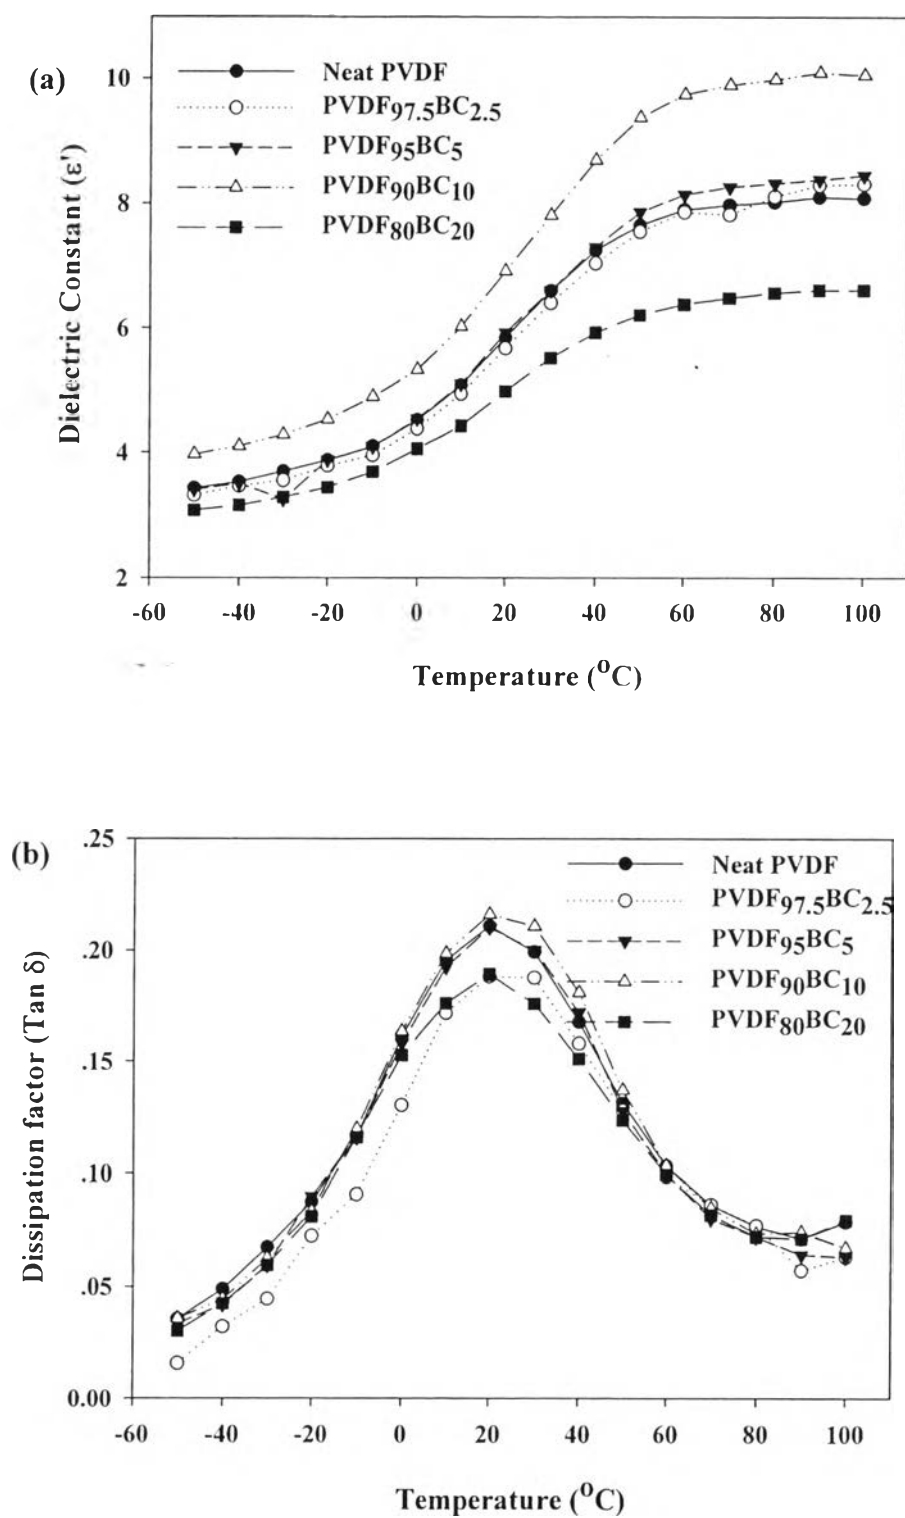 (a)
Neat PVDF
PVDF97.5BC2.5
PVDF95BC5
PVDF90BC10
PVDF80BC20
10
8
6
4
2
Dielectric Constant (ε')
-60 -40 -20 0 20 40 60 80 100
Temperature (°C)
(b)
Neat PVDF
PVDF97.5BC2.5
PVDF95BC5
PVDF90BC10
PVDF80BC20
.25
.20
.15
.10
.05
0.00
Dissipation factor (Tan δ)
-60 -40 -20 0 20 40 60 80 100
Temperature (°C)